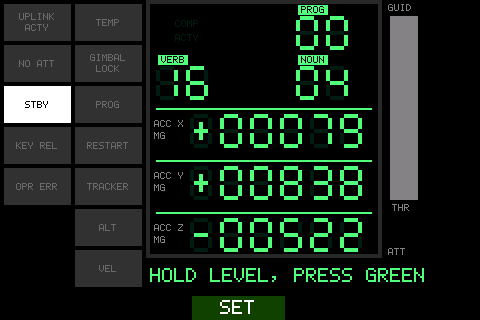 UPLINK
ACTY
TEMP
COMP
ACTY
PROG
00
GUID
NO ATT
GIMBAL
LOCK
VERB
16
NOUN
04
STBY
PROG
ACC X
MG
+00079
KEY REL
RESTART
ACC Y
MG
+00838
OPR ERR
TRACKER
THR
ALT
ACC Z
MG
-00522
ATT
VEL
HOLD LEVEL, PRESS GREEN
SET